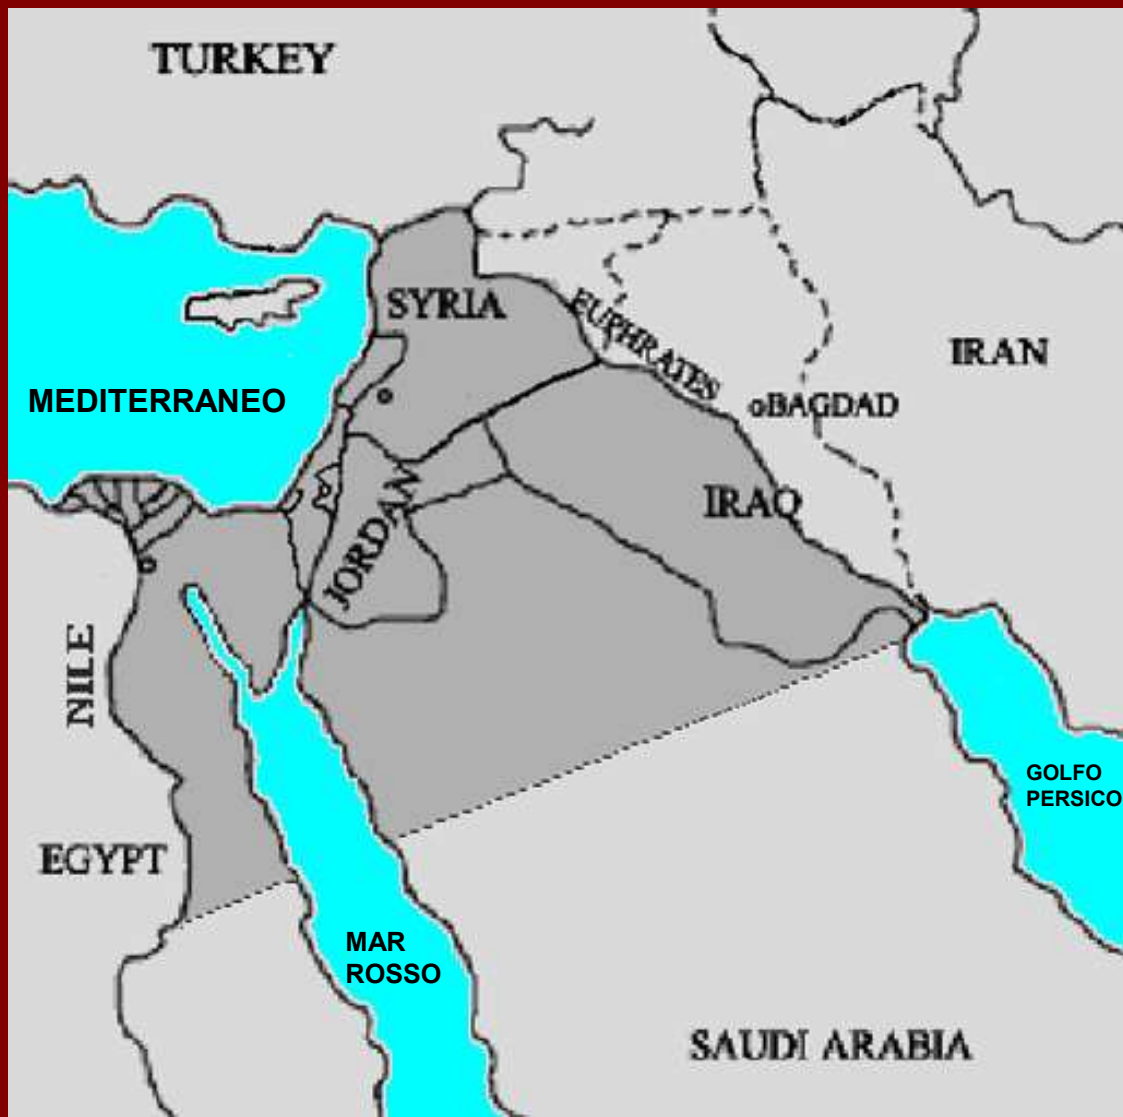 TURKEY
SYRIA
EUPHRATES
IRAN
MEDITERRANEO
oBAGDAD
IRAQ
JORDAN
NILE
GOLFO
PERSICO
EGYPT
MAR
ROSSO
SAUDI ARABIA